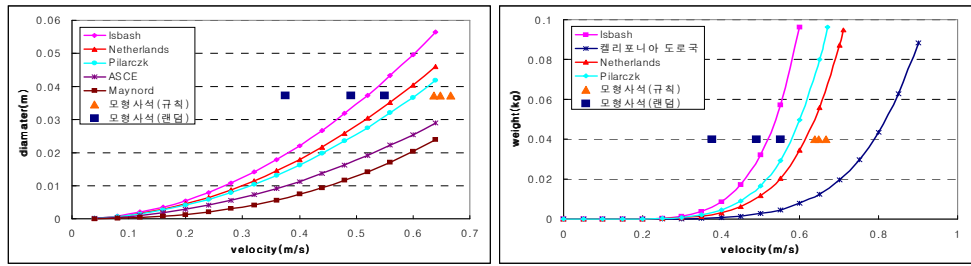 0.06
0.05
0.04
0.03
0.02
0.01
0
diamater(m)
Isbash
Netherlands
Pilarczk
ASCE
Maynord
모형사석(규칙)
모형사석(랜덤)
0 0.1 0.2 0.3 0.4 0.5 0.6 0.7
velocity(m/s)
0.1
0.08
0.06
0.04
0.02
0
weight(kg)
Isbash
켈리포니아 도로국
Netherlands
Pilarczk
모형사석(규칙)
모형사석(랜덤)
0 0.2 0.4 0.6 0.8 1
velocity(m/s)